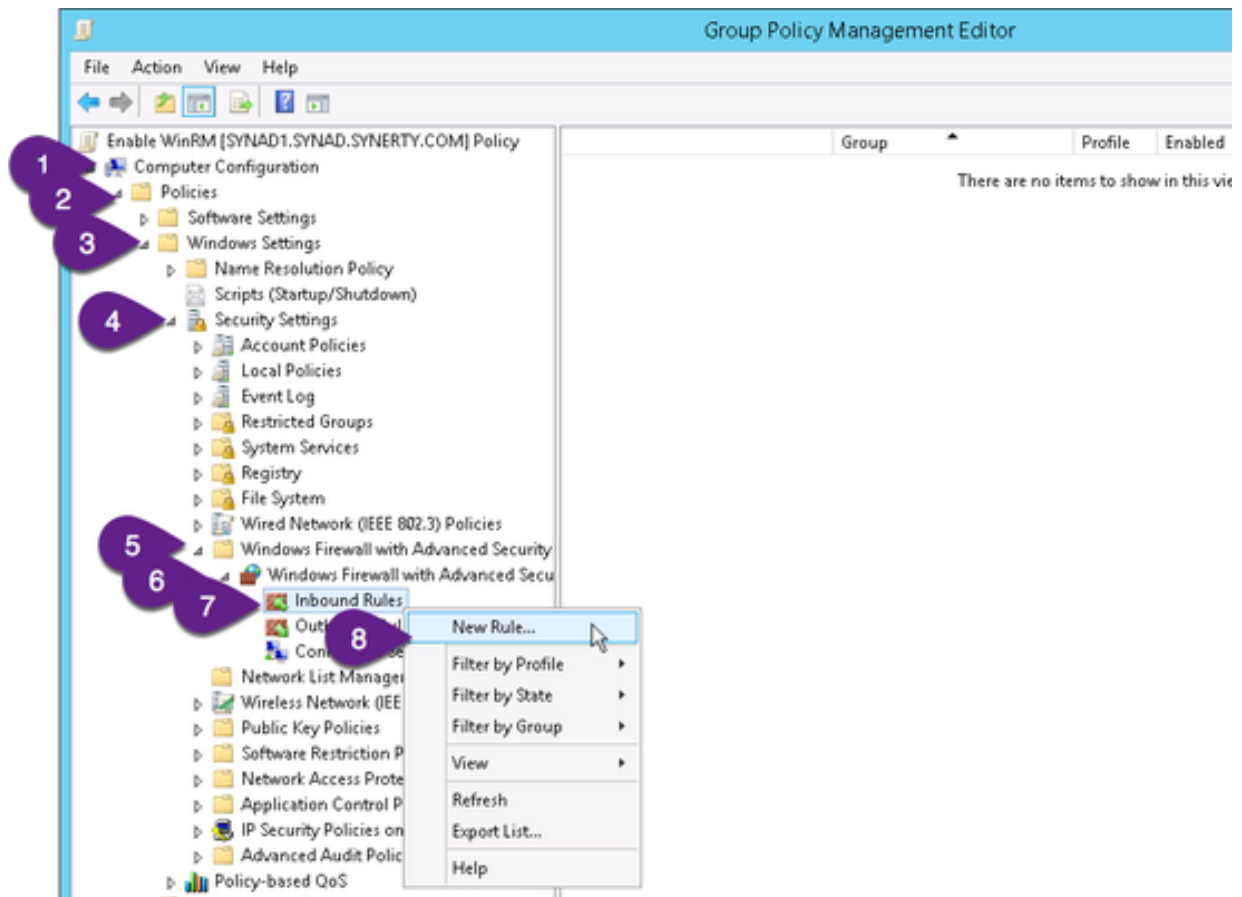 Group Policy Management Editor
File Action View Help
Enable WinRM [SYNAD1.SYNAD.SYNERTY.COM] Policy
Group Profile Enabled
1 Computer Configuration
There are no items to show in this vie
2 Policies
Software Settings
3 Windows Settings
Name Resolution Policy
Scripts (Startup/Shutdown)
4 Security Settings
Account Policies
Local Policies
Event Log
Restricted Groups
System Services
Registry
File System
Wired Network (IEEE 802.3) Policies
5 Windows Firewall with Advanced Security
6 Windows Firewall with Advanced Secu
7 Inbound Rules
8 New Rule...
Filter by Profile
Network List Manager
Filter by State
Wireless Network (IEE
Filter by Group
Public Key Policies
Software Restriction P
View
Network Access Prote
Application Control P
Refresh
IP Security Policies on
Export List...
Advanced Audit Polic
Help
Policy-based QoS